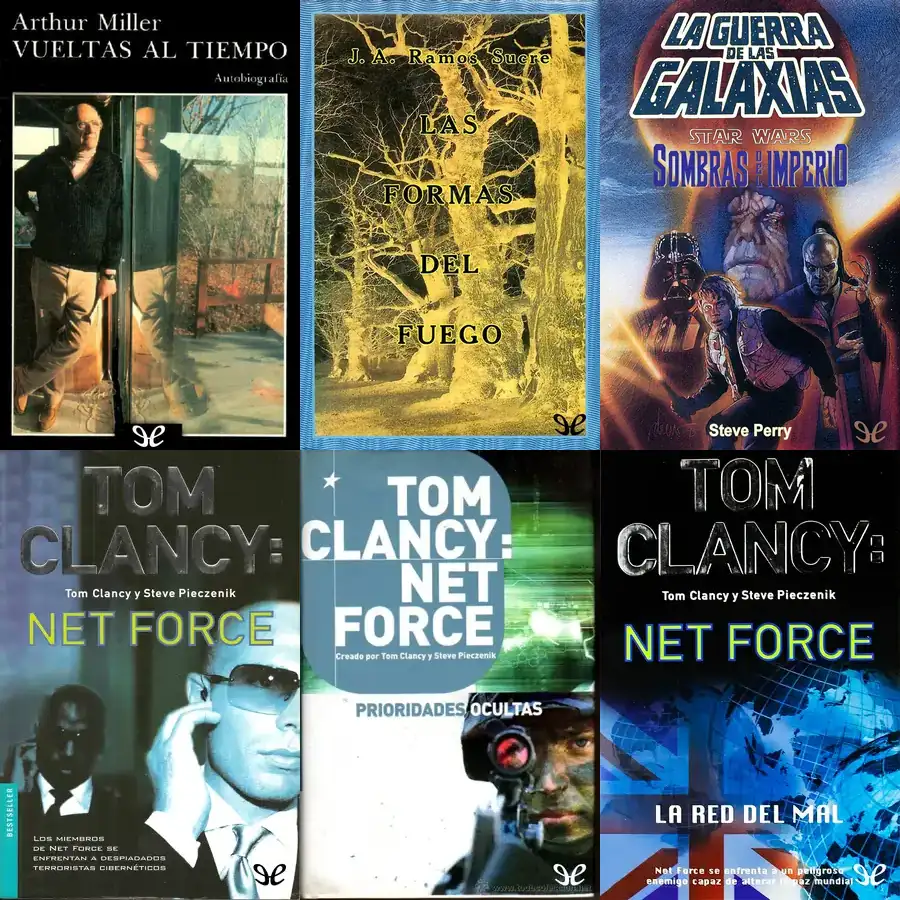 Arthur Miller
VUELTAS AL TIEMPO
Autobiografía
J. A. Ramos Sucre
LAS
FORMAS
DEL
FUEGO
LA GUERRA
DE LAS
GALAXIAS
STAR WARS
SOMBRAS DEL IMPERIO
Steve Perry
TOM
CLANCY:
Tom Clancy y Steve Pieczenik
NET FORCE
BESTSELLER
LOS MIEMBROS
DE NET FORCE SE
ENFRENTAN A DESPIADADOS
TERRORISTAS CIBERNÉTICOS
TOM
CLANCY:
NET
FORCE
Creado por Tom Clancy y Steve Pieczenik
PRIORIDADES OCULTAS
www.todocoleccion.net
TOM
CLANCY:
Tom Clancy y Steve Pieczenik
NET FORCE
LA RED DEL MAL
Net Force se enfrenta a un peligroso
enemigo capaz de alterar la paz mundial